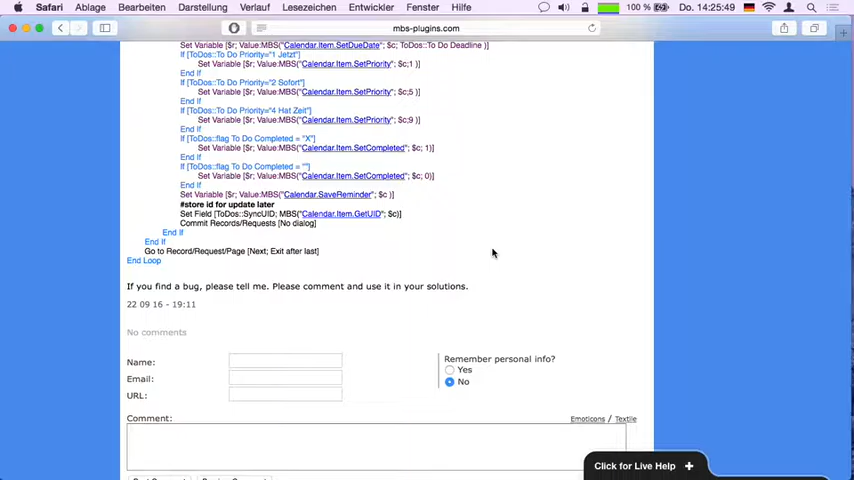 Safari Ablage Bearbeiten Darstellung Verlauf Lesezeichen Entwickler Fenster Hilfe 100 % Do. 14:25:49
mbs-plugins.com
Set Variable [$r; Value:MBS("Calendar.Item.SetDueDate"; $c; ToDos::To Do Deadline )]
If [ToDos::To Do Priority="1 Jetzt"]
Set Variable [$r; Value:MBS("Calendar.Item.SetPriority"; $c;1 )]
End If
If [ToDos::To Do Priority="2 Sofort"]
Set Variable [$r; Value:MBS("Calendar.Item.SetPriority"; $c;5 )]
End If
If [ToDos::To Do Priority="4 Hat Zeit"]
Set Variable [$r; Value:MBS("Calendar.Item.SetPriority"; $c;9 )]
End If
If [ToDos::flag To Do Completed = "X"]
Set Variable [$r; Value:MBS("Calendar.Item.SetCompleted"; $c; 1)]
End If
If [ToDos::flag To Do Completed = ""]
Set Variable [$r; Value:MBS("Calendar.Item.SetCompleted"; $c; 0)]
End If
Set Variable [$r; Value:MBS("Calendar.SaveReminder"; $c )]
#store id for update later
Set Field [ToDos::SyncUID; MBS("Calendar.Item.GetUID"; $c)]
Commit Records/Requests [No dialog]
End If
End If
Go to Record/Request/Page [Next; Exit after last]
End Loop
If you find a bug, please tell me. Please comment and use it in your solutions.
22 09 16 - 19:11
No comments
Name:
Email:
URL:
Remember personal info?
Yes
No
Comment: Emoticons / Textile
Click for Live Help +